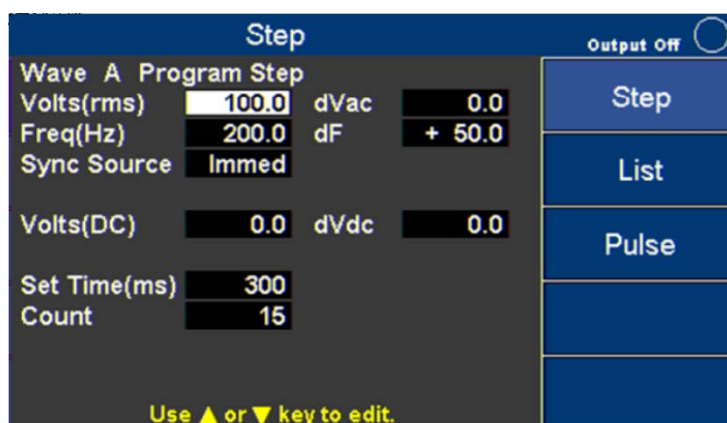 Step
Output Off
Wave A Program Step
Volts(rms) 100.0 dVac 0.0
Freq(Hz) 200.0 dF + 50.0
Sync Source Immed
Volts(DC) 0.0 dVdc 0.0
Set Time(ms) 300
Count 15
Use ▲ or ▼ key to edit.
Step
List
Pulse